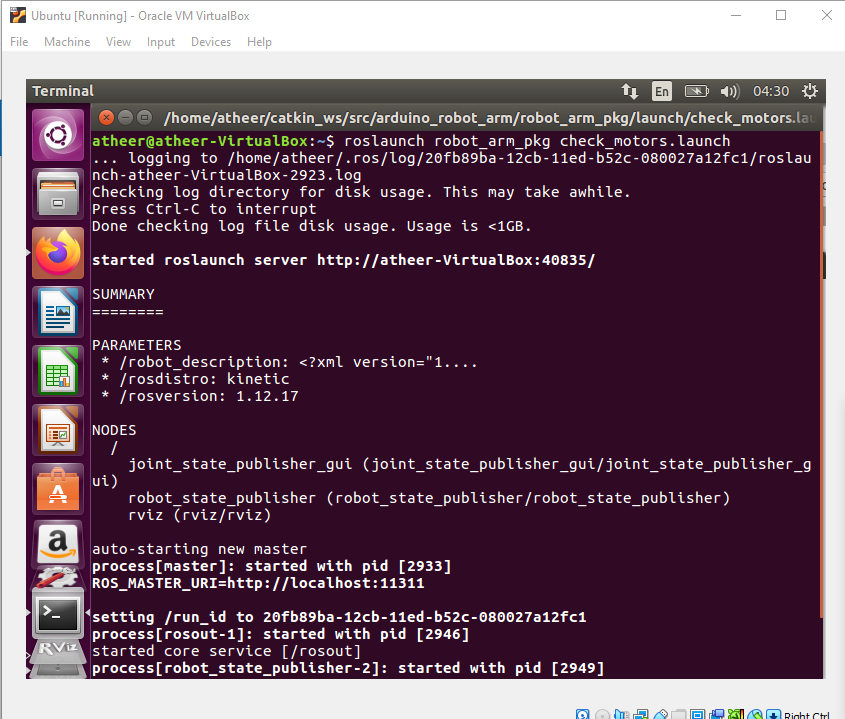 Ubuntu [Running] - Oracle VM VirtualBox
File Machine View Input Devices Help
Terminal
En
04:30
/home/atheer/catkin_ws/src/arduino_robot_arm/robot_arm_pkg/launch/check_motors.lau
atheer@atheer-VirtualBox:~$ roslaunch robot_arm_pkg check_motors.launch
... logging to /home/atheer/.ros/log/20fb89ba-12cb-11ed-b52c-080027a12fc1/roslau
nch-atheer-VirtualBox-2923.log
Checking log directory for disk usage. This may take awhile.
Press Ctrl-C to interrupt
Done checking log file disk usage. Usage is <1GB.
started roslaunch server http://atheer-VirtualBox:40835/
SUMMARY
========
PARAMETERS
* /robot_description: <?xml version="1....
* /rosdistro: kinetic
* /rosversion: 1.12.17
NODES
/
joint_state_publisher_gui (joint_state_publisher_gui/joint_state_publisher_g
ui)
robot_state_publisher (robot_state_publisher/robot_state_publisher)
rviz (rviz/rviz)
auto-starting new master
process[master]: started with pid [2933]
ROS_MASTER_URI=http://localhost:11311
setting /run_id to 20fb89ba-12cb-11ed-b52c-080027a12fc1
process[rosout-1]: started with pid [2946]
started core service [/rosout]
process[robot_state_publisher-2]: started with pid [2949]
RViz
Right Ctrl